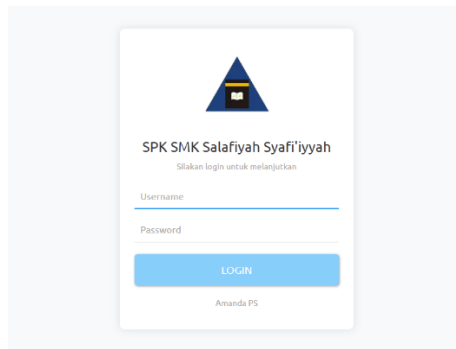 SPK SMK Salafiyah Syafi'iyyah
Silakan login untuk melanjutkan
Username
Password
LOGIN
Amanda PS